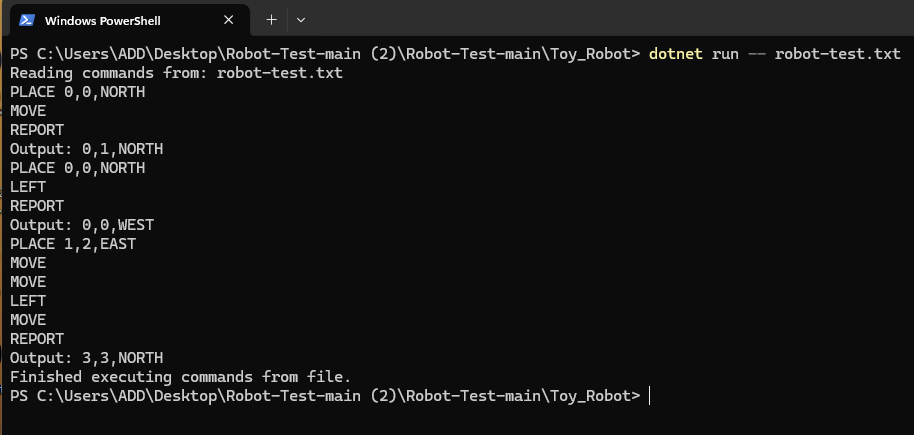 Windows PowerShell
PS C:\Users\ADD\Desktop\Robot-Test-main (2)\Robot-Test-main\Toy_Robot> dotnet run -- robot-test.txt
Reading commands from: robot-test.txt
PLACE 0,0,NORTH
MOVE
REPORT
Output: 0,1,NORTH
PLACE 0,0,NORTH
LEFT
REPORT
Output: 0,0,WEST
PLACE 1,2,EAST
MOVE
MOVE
LEFT
MOVE
REPORT
Output: 3,3,NORTH
Finished executing commands from file.
PS C:\Users\ADD\Desktop\Robot-Test-main (2)\Robot-Test-main\Toy_Robot>